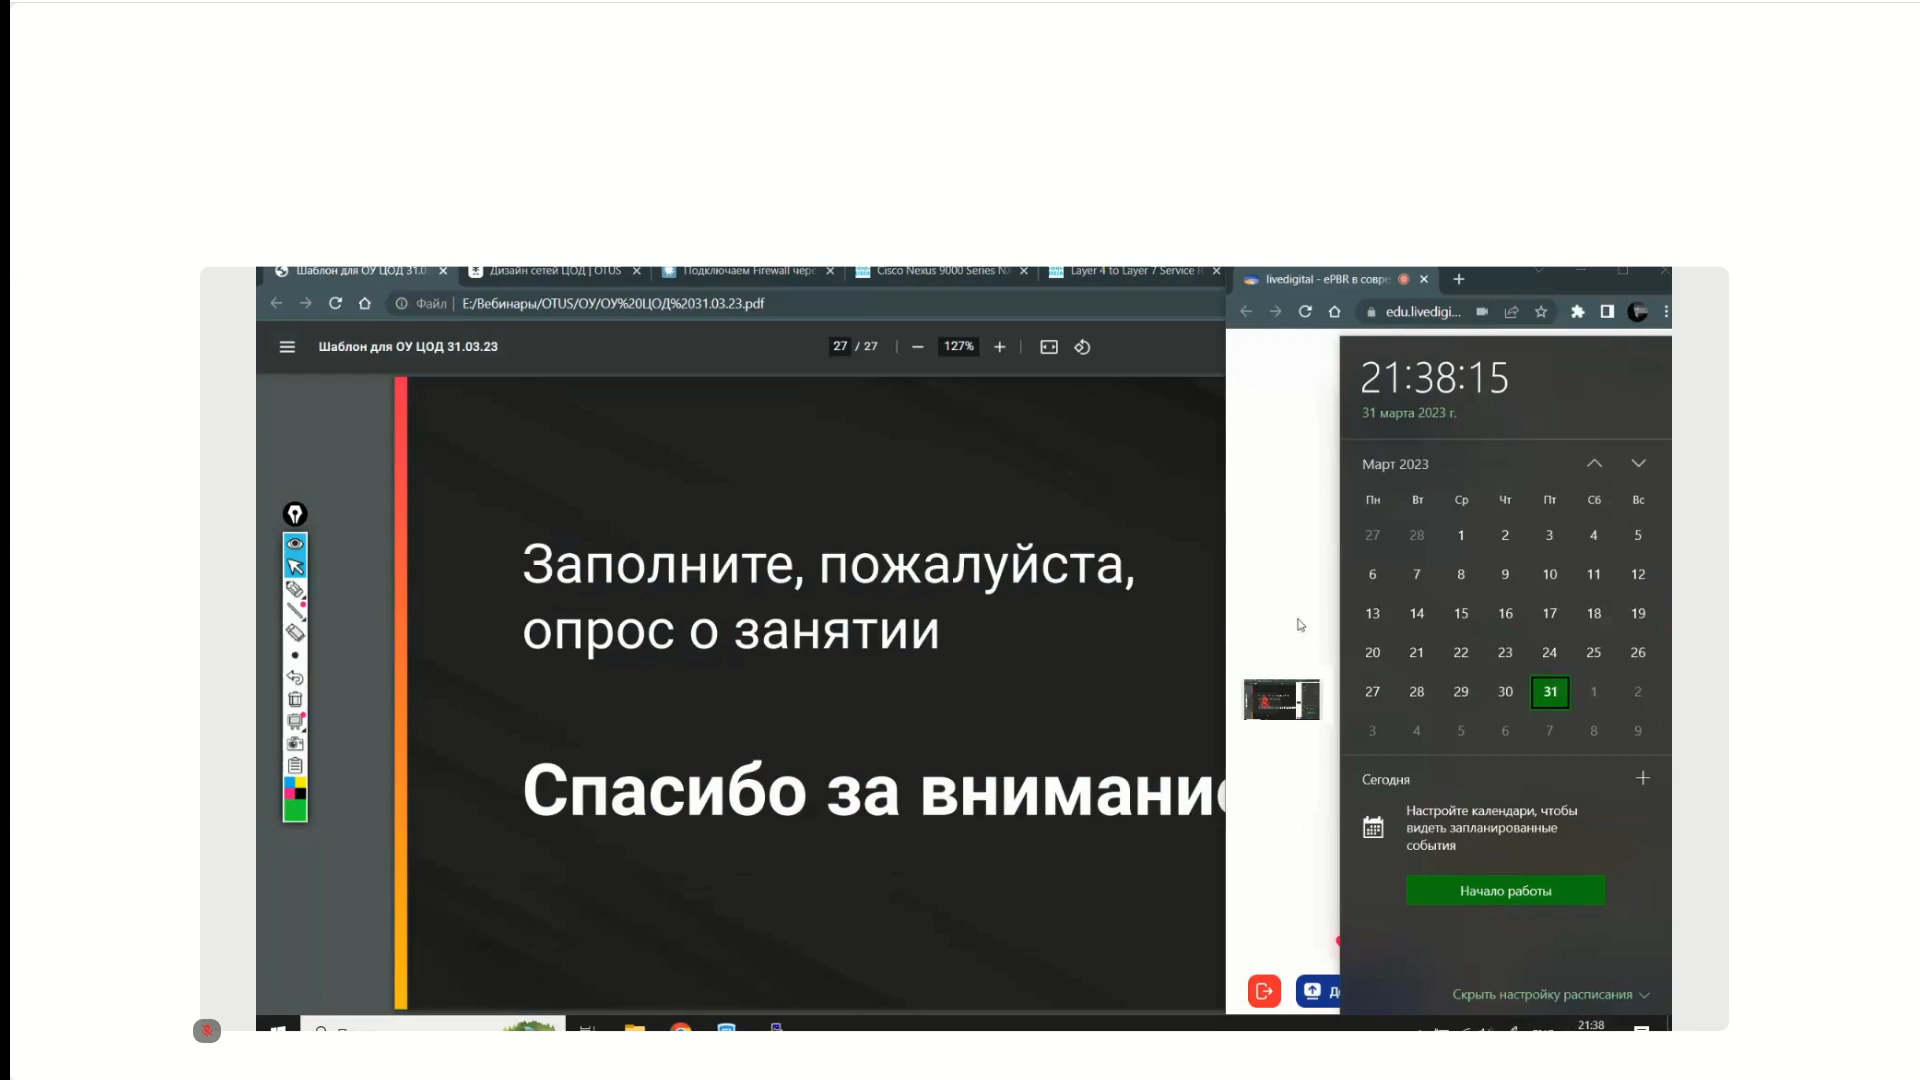 Шаблон для ОУ ЦОД 31.0
Дизайн сетей ЦОД | OTUS
Подключаем Firewall чере
Cisco Nexus 9000 Series N
Layer 4 to Layer 7 Service R
livedigital - ePBR в совре
Файл | E:/Вебинары/OTUS/ОУ/ОУ%20ЦОД%2031.03.23.pdf
edu.livedigi...
Шаблон для ОУ ЦОД 31.03.23
27 / 27
127%
Заполните, пожалуйста,
опрос о занятии
Спасибо за внимание
21:38:15
31 марта 2023 г.
Март 2023
Пн Вт Ср Чт Пт Сб Вс
27 28 1 2 3 4 5
6 7 8 9 10 11 12
13 14 15 16 17 18 19
20 21 22 23 24 25 26
27 28 29 30 31 1 2
3 4 5 6 7 8 9
Сегодня
Настройте календари, чтобы
видеть запланированные
события
Начало работы
Скрыть настройку расписания
21:38